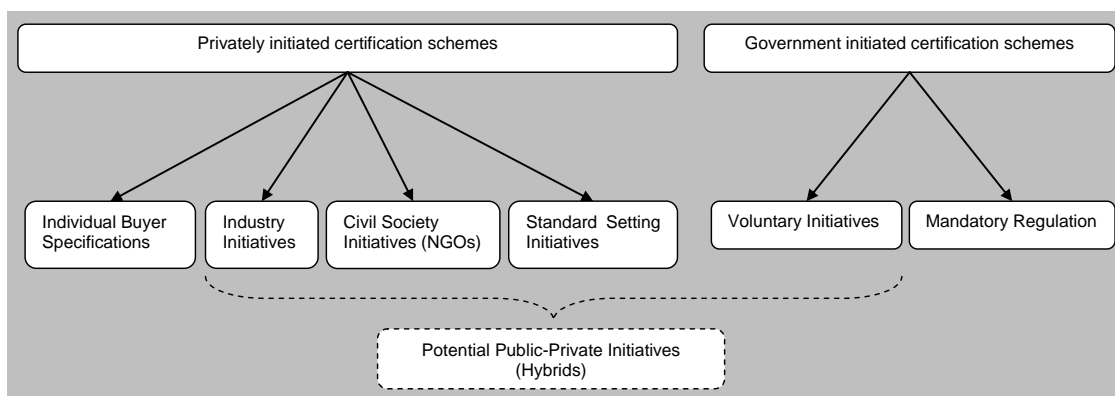 Privately initiated certification schemes
Government initiated certification schemes
Individual Buyer
Specifications
Industry
Initiatives
Civil Society
Initiatives (NGOs)
Standard Setting
Initiatives
Voluntary Initiatives
Mandatory Regulation
Potential Public-Private Initiatives
(Hybrids)